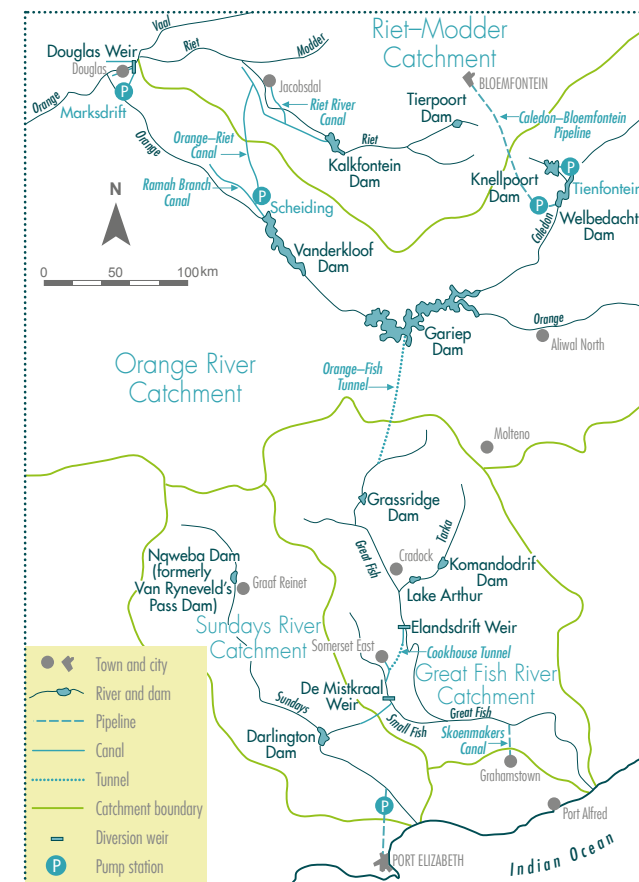 Vaal
Riet–Modder
Catchment
Douglas Weir
Douglas
Riet
Modder
BLOEMFONTEIN
Jacobsdal
Orange
Marksdrift
P
Riet River
Canal
Tierpoort
Dam
Caledon–Bloemfontein
Pipeline
Orange
Orange–Riet
Canal
Riet
Kalkfontein
Dam
Knellpoort
Dam
P
Tienfontein
Ramah Branch
Canal
P
Scheiding
P
Welbedacht
Dam
Caledon
N
Vanderkloof
Dam
0 50 100 km
Gariep
Dam
Orange
Aliwal North
Orange River
Catchment
Orange–Fish
Tunnel
Molteno
Grassridge
Dam
Great Fish
Tarka
Cradock
Komandodrif
Dam
Lake Arthur
Nqweba Dam
(formerly
Van Ryneveld's
Pass Dam)
Graaf Reinet
Elandsdrift Weir
Sundays River
Catchment
Somerset East
Cookhouse Tunnel
Great Fish River
Catchment
De Mistkraal
Weir
Sundays
Small Fish
Great Fish
Darlington
Dam
Skoenmakers
Canal
Grahamstown
P
Port Alfred
PORT ELIZABETH
Indian Ocean
Town and city
River and dam
Pipeline
Canal
Tunnel
Catchment boundary
Diversion weir
P Pump station